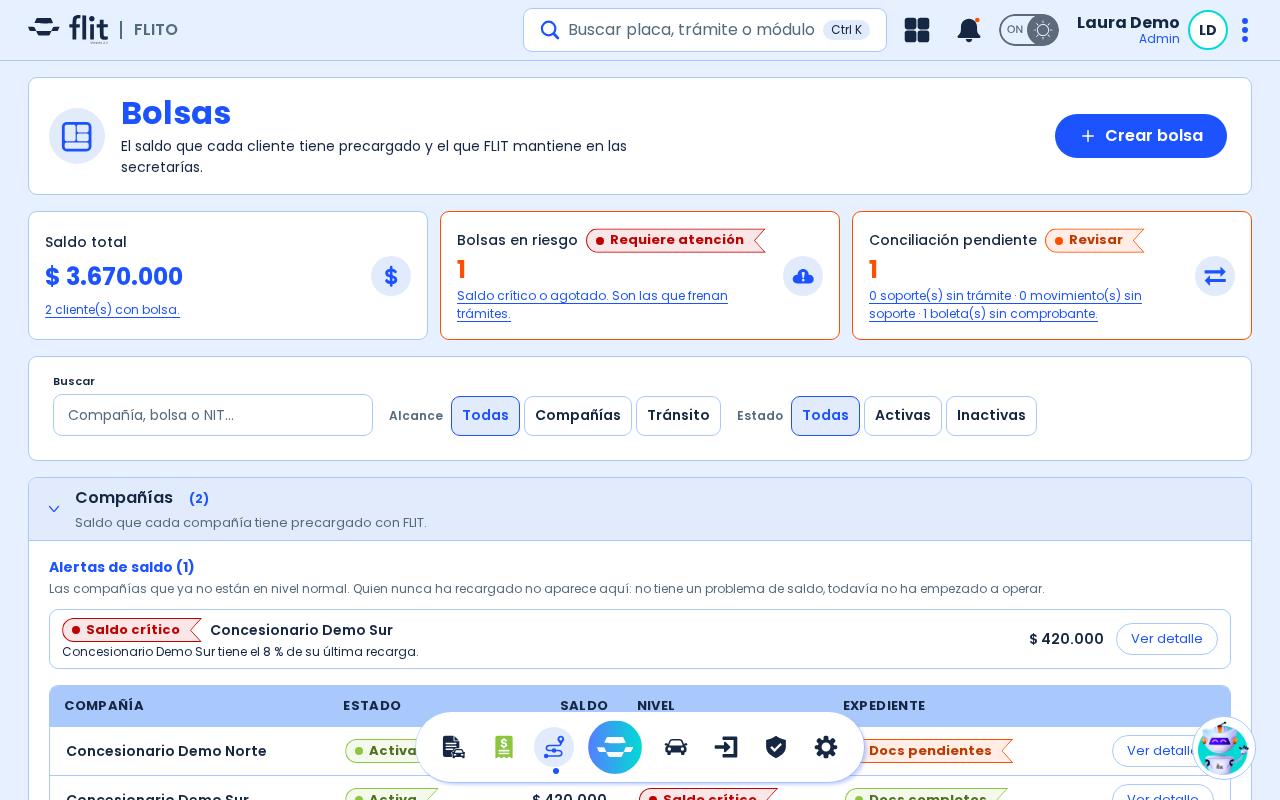 flit | FLITO
Buscar placa, trámite o módulo Ctrl K
ON
Laura Demo
Admin
LD
Bolsas
El saldo que cada cliente tiene precargado y el que FLIT mantiene en las
secretarías.
+ Crear bolsa
Saldo total
$ 3.670.000
2 cliente(s) con bolsa.
$
Bolsas en riesgo Requiere atención
1
Saldo crítico o agotado. Son las que frenan
trámites.
Conciliación pendiente Revisar
1
0 soporte(s) sin trámite · 0 movimiento(s) sin
soporte · 1 boleta(s) sin comprobante.
Buscar
Compañía, bolsa o NIT...
Alcance Todas Compañías Tránsito Estado Todas Activas Inactivas
Compañías (2)
Saldo que cada compañía tiene precargado con FLIT.
Alertas de saldo (1)
Las compañías que ya no están en nivel normal. Quien nunca ha recargado no aparece aquí: no tiene un problema de saldo, todavía no ha empezado a operar.
Saldo crítico Concesionario Demo Sur
Concesionario Demo Sur tiene el 8 % de su última recarga.
$ 420.000 Ver detalle
COMPAÑÍA ESTADO SALDO NIVEL EXPEDIENTE
Concesionario Demo Norte Activa Docs pendientes Ver detalle
Concesionario Demo Sur Activa $ 420.000 Saldo crítico Docs completos Ver detalle